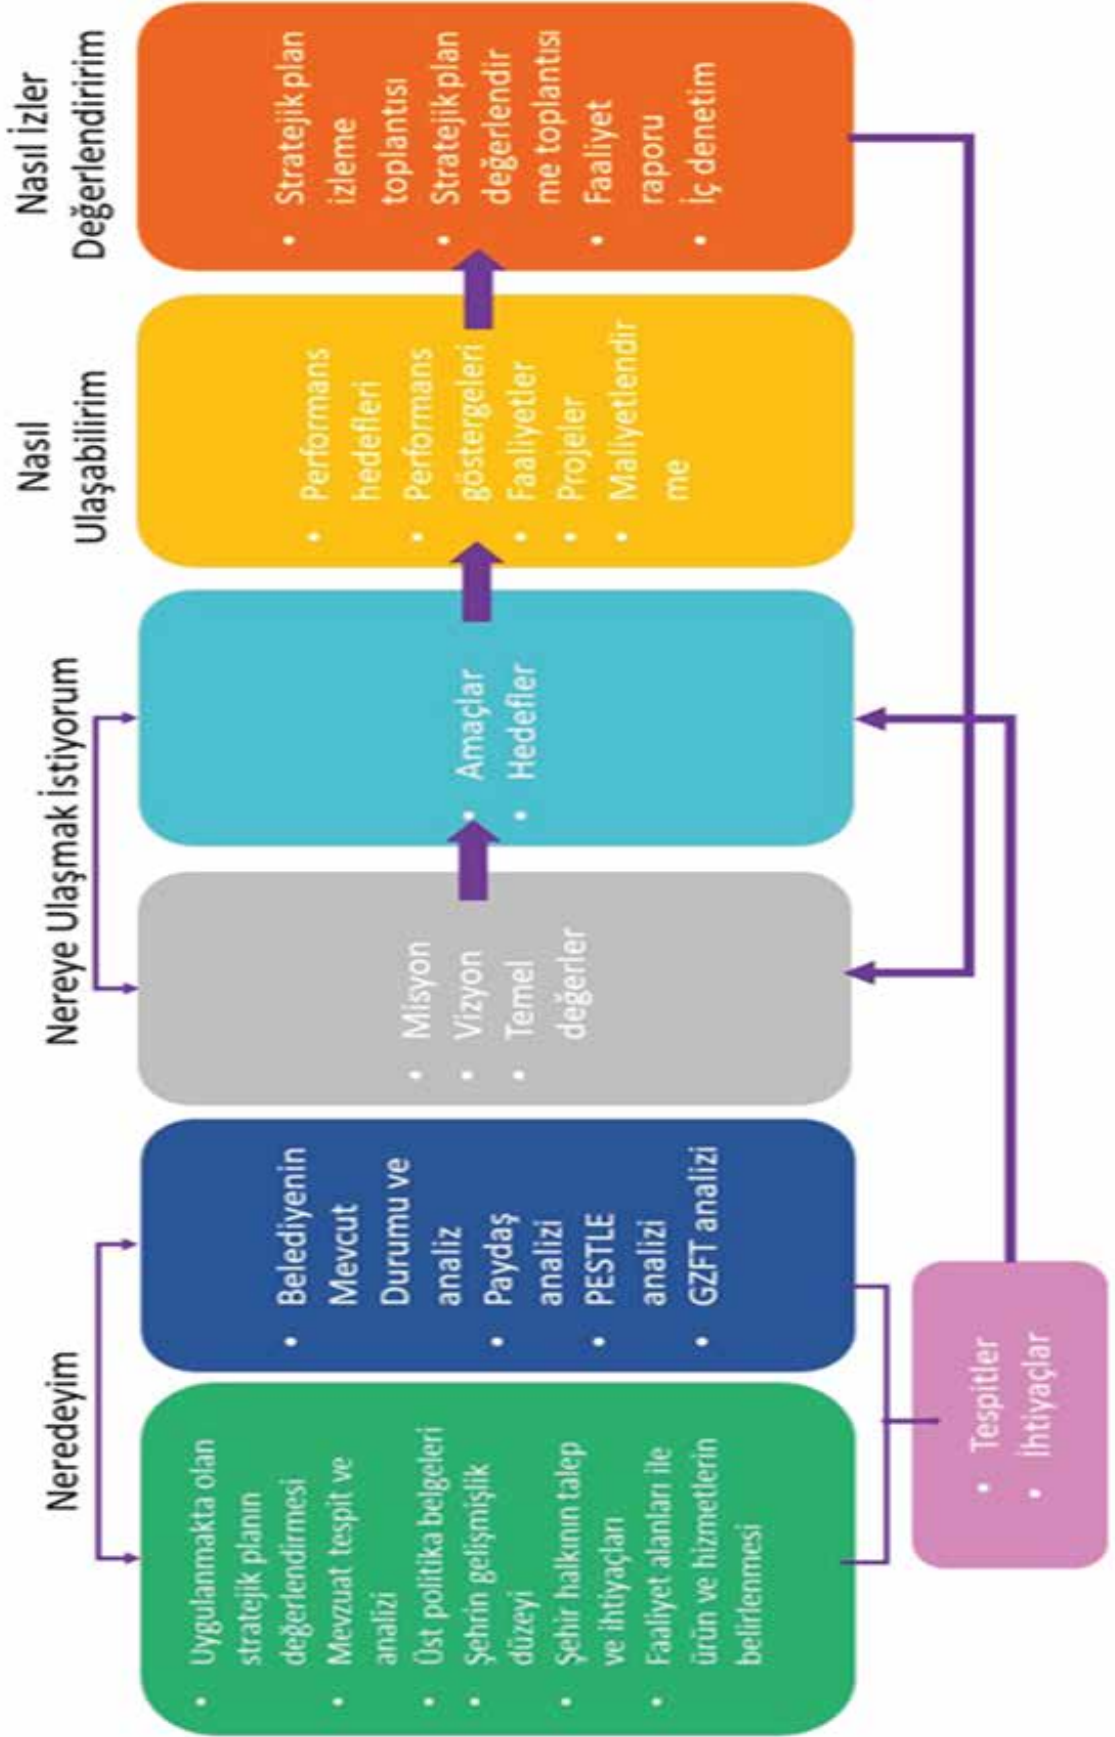 Neredeyim
• Uygulanmakta olan
stratejik planın
değerlendirmesi
• Mevzuat tespit ve
analizi
• Üst politika belgeleri
• Şehrin gelişmişlik
düzeyi
• Şehir halkının talep
ve ihtiyaçları
• Faaliyet alanları ile
ürün ve hizmetlerin
belirlenmesi
• Belediyenin
Mevcut
Durumu ve
analiz
• Paydaş
analizi
• PESTLE
analizi
• GZFT analizi
• Tespitler
• İhtiyaçlar
Nereye Ulaşmak İstiyorum
• Misyon
• Vizyon
• Temel
değerler
• Amaçlar
• Hedefler
Nasıl
Ulaşabilirim
• Performans
hedefleri
• Performans
göstergeleri
• Faaliyetler
• Projeler
• Maliyetlendir
me
Nasıl İzler
Değerlendiririm
• Stratejik plan
izleme
toplantısı
• Stratejik plan
değerlendir
me toplantısı
• Faaliyet
raporu
• İç denetim